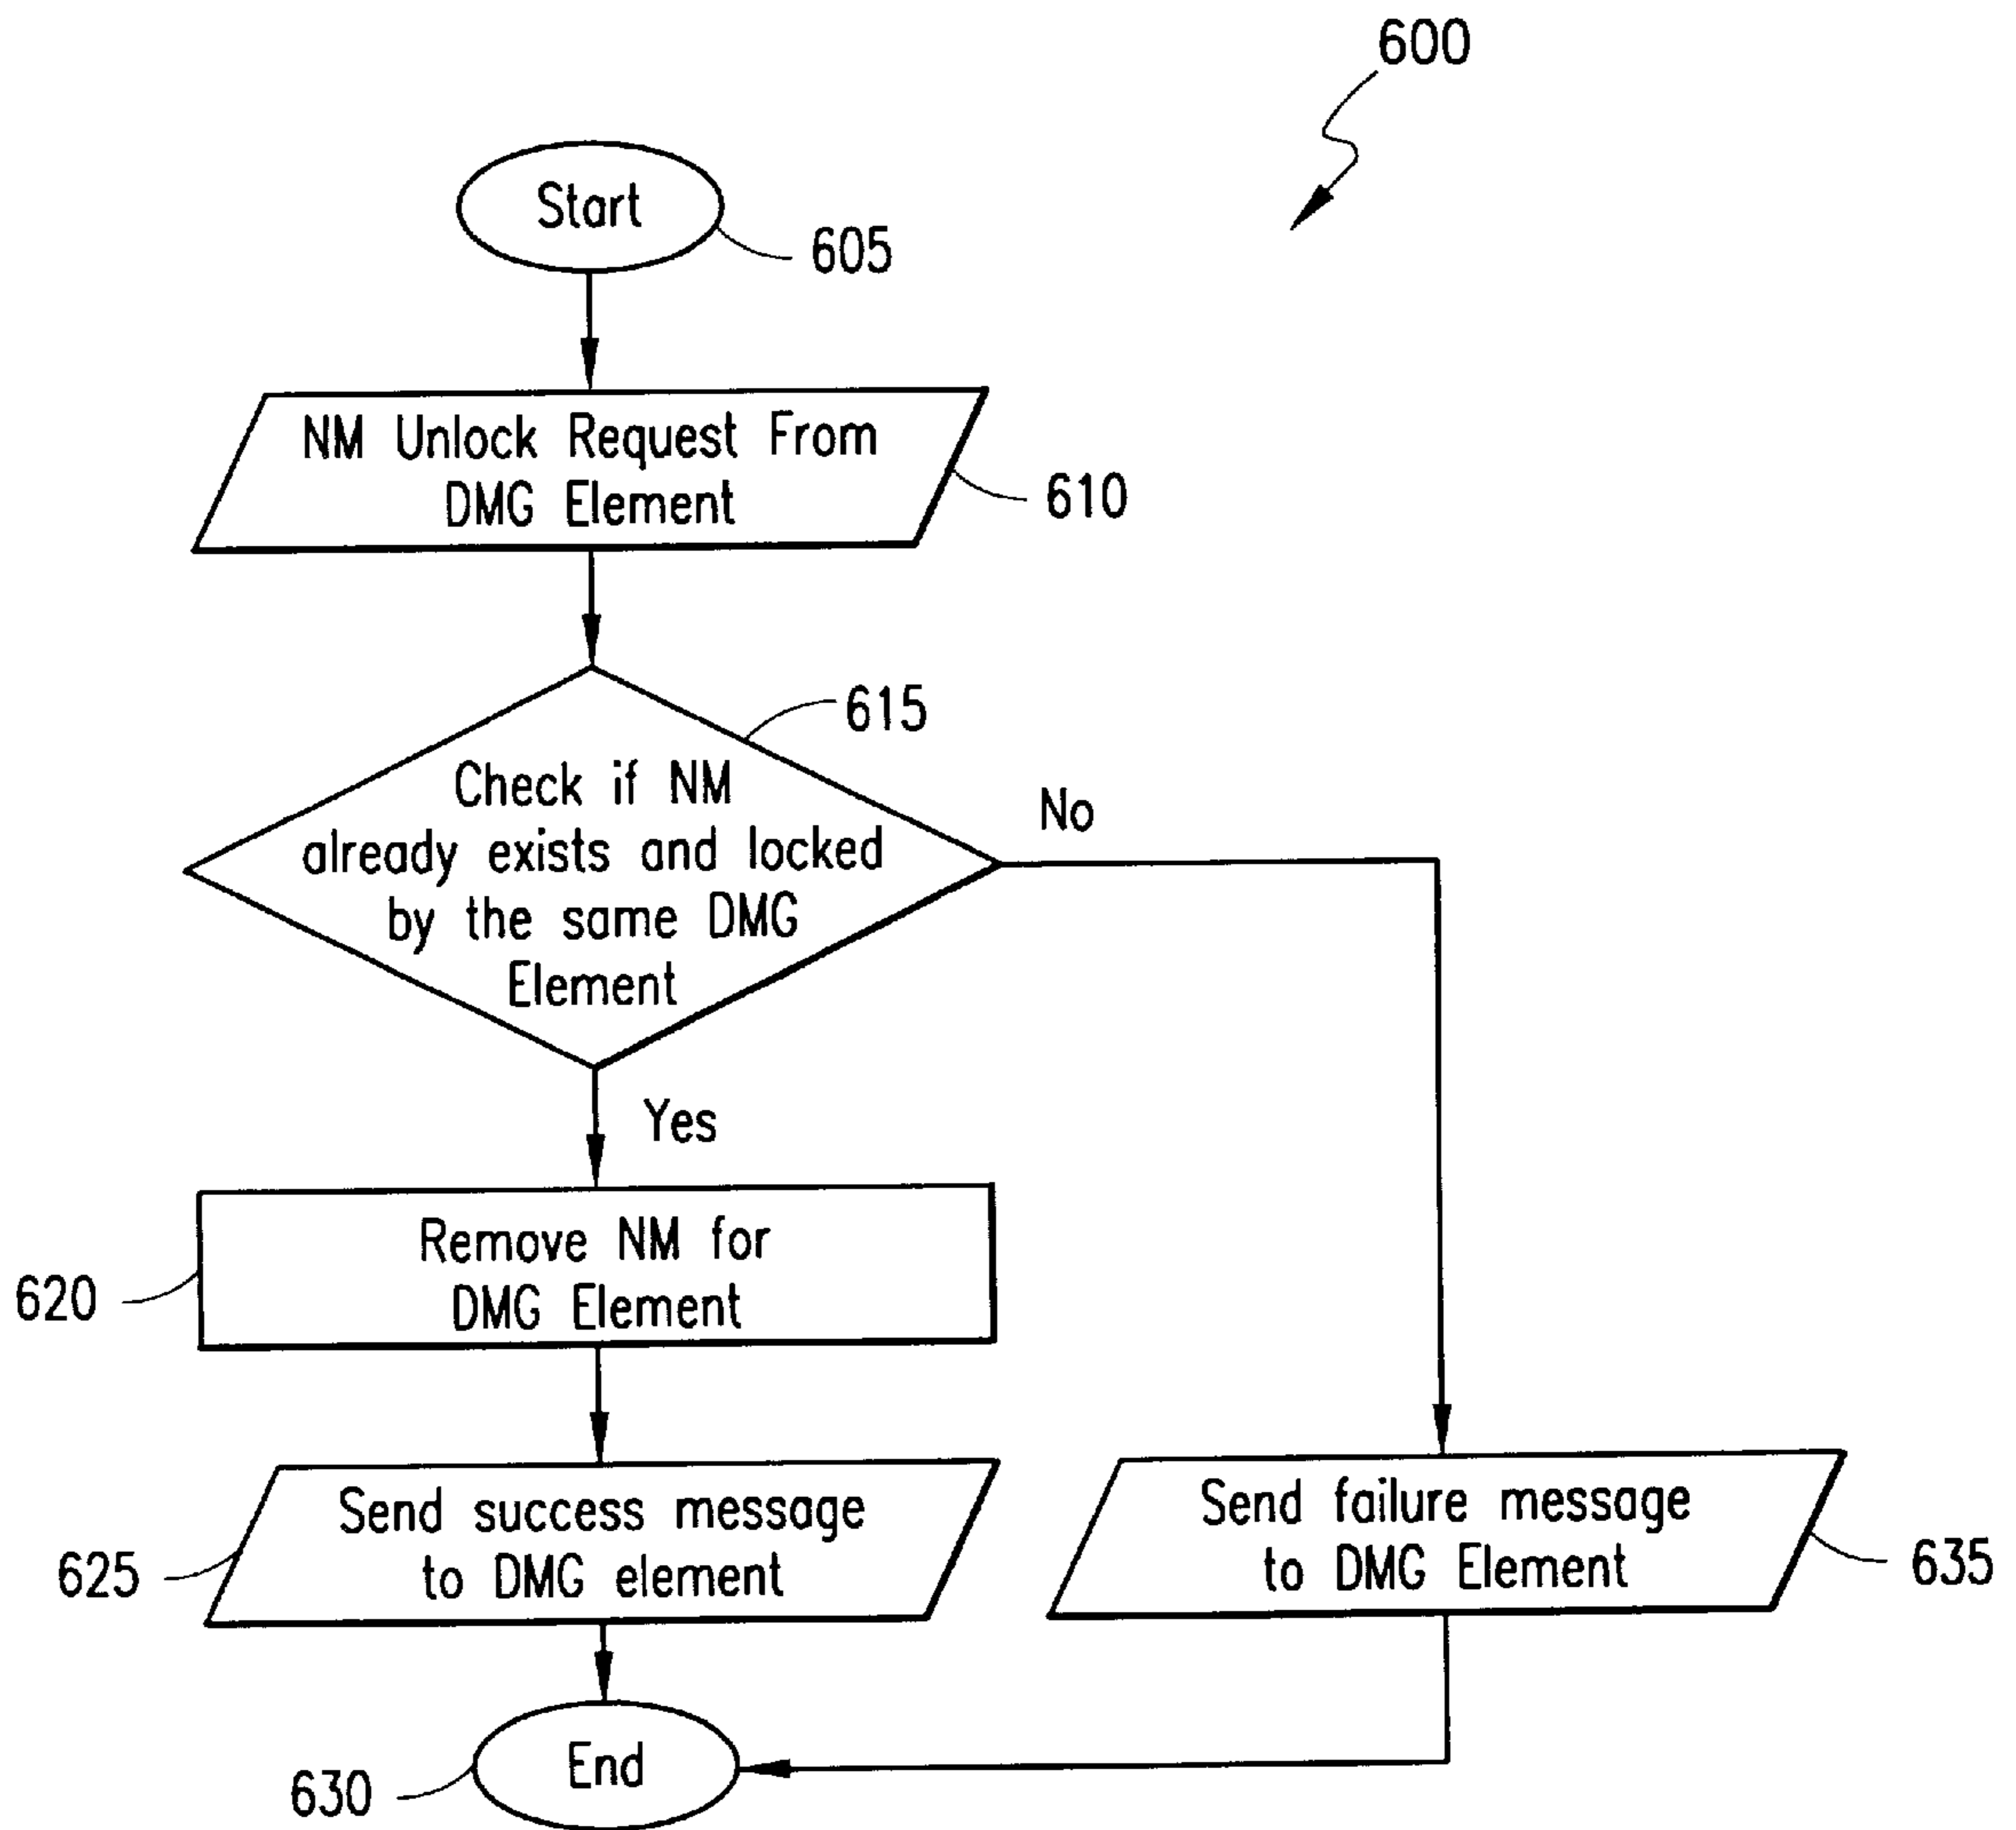 600
Start
605
NM Unlock Request From
DMG Element
610
615
Check if NM
already exists and locked
by the same DMG
Element
No
Yes
Remove NM for
DMG Element
620
Send success message
to DMG element
625
Send failure message
to DMG Element
635
End
630